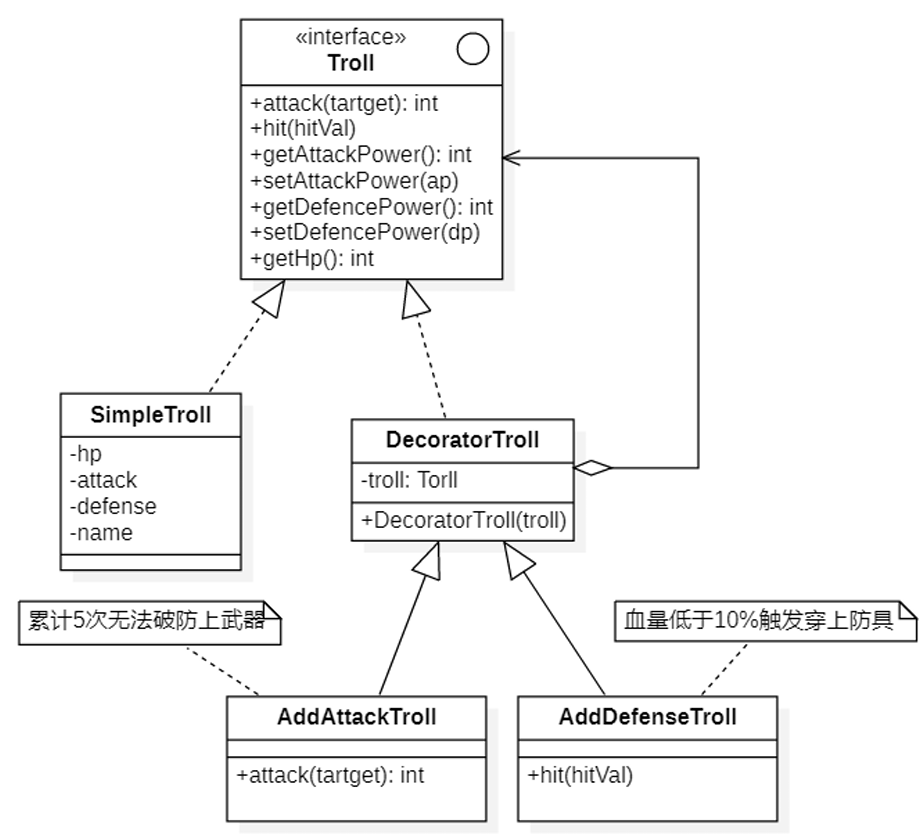 «interface»
Troll
+attack(tartget): int
+hit(hitVal)
+getAttackPower(): int
+setAttackPower(ap)
+getDefencePower(): int
+setDefencePower(dp)
+getHp(): int
SimpleTroll
-hp
-attack
-defense
-name
DecoratorTroll
-troll: Torll
+DecoratorTroll(troll)
累计5次无法破防上武器
血量低于10%触发穿上防具
AddAttackTroll
+attack(tartget): int
AddDefenseTroll
+hit(hitVal)